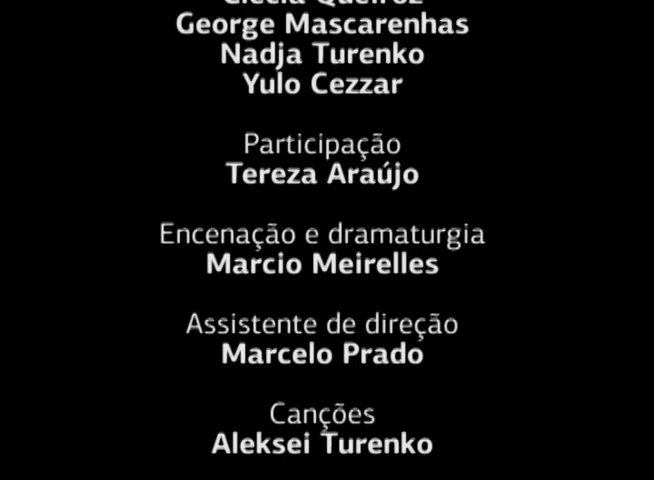 George Mascarenhas
Nadja Turenko
Yulo Cezzar
Participação
Tereza Araújo
Encenação e dramaturgia
Marcio Meirelles
Assistente de direção
Marcelo Prado
Canções
Aleksei Turenko